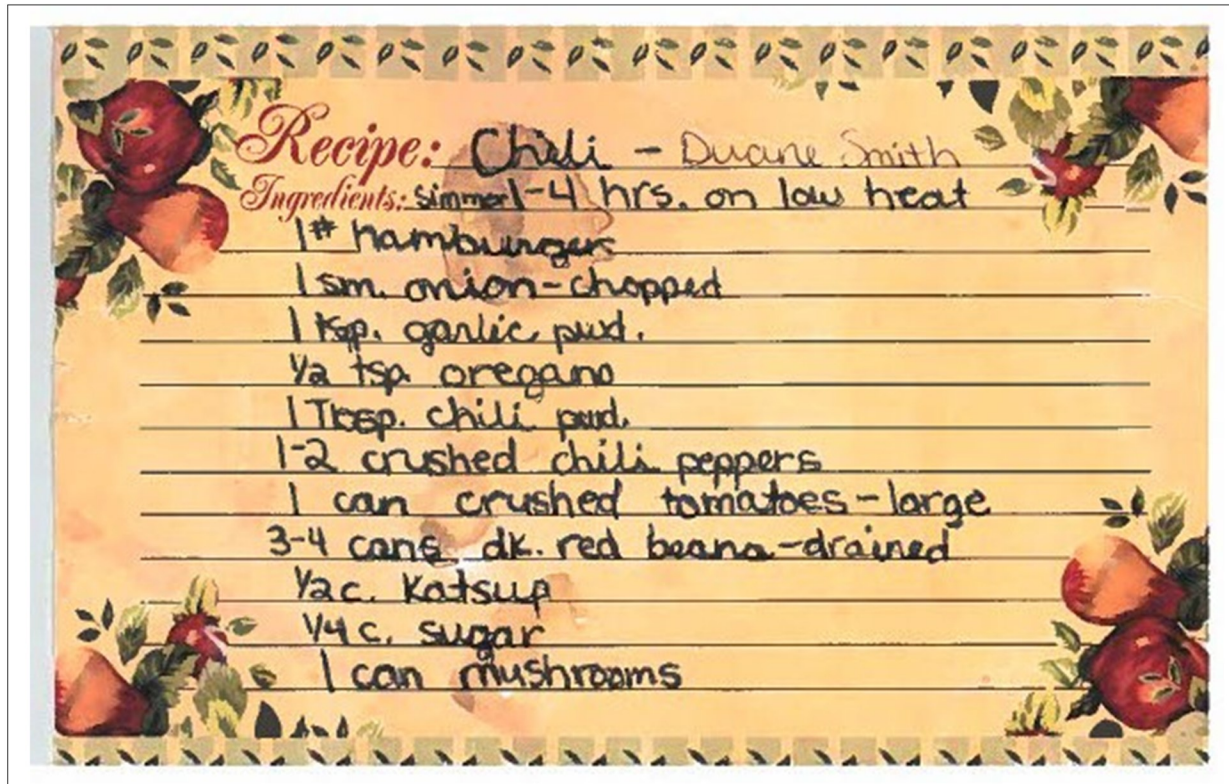 Recipe: Chili - Duane Smith
Ingredients: Simmer 1-4 hrs. on low heat
1# hamburgers
1 sm. onion-chopped
1 tsp. garlic pwd.
1/2 tsp. oregano
1 Tbsp. chili pwd.
1-2 crushed chili peppers
1 can crushed tomatoes-large
3-4 cans dk. red beans-drained
1/2 c. Katsup
1/4 c. sugar
1 can mushrooms